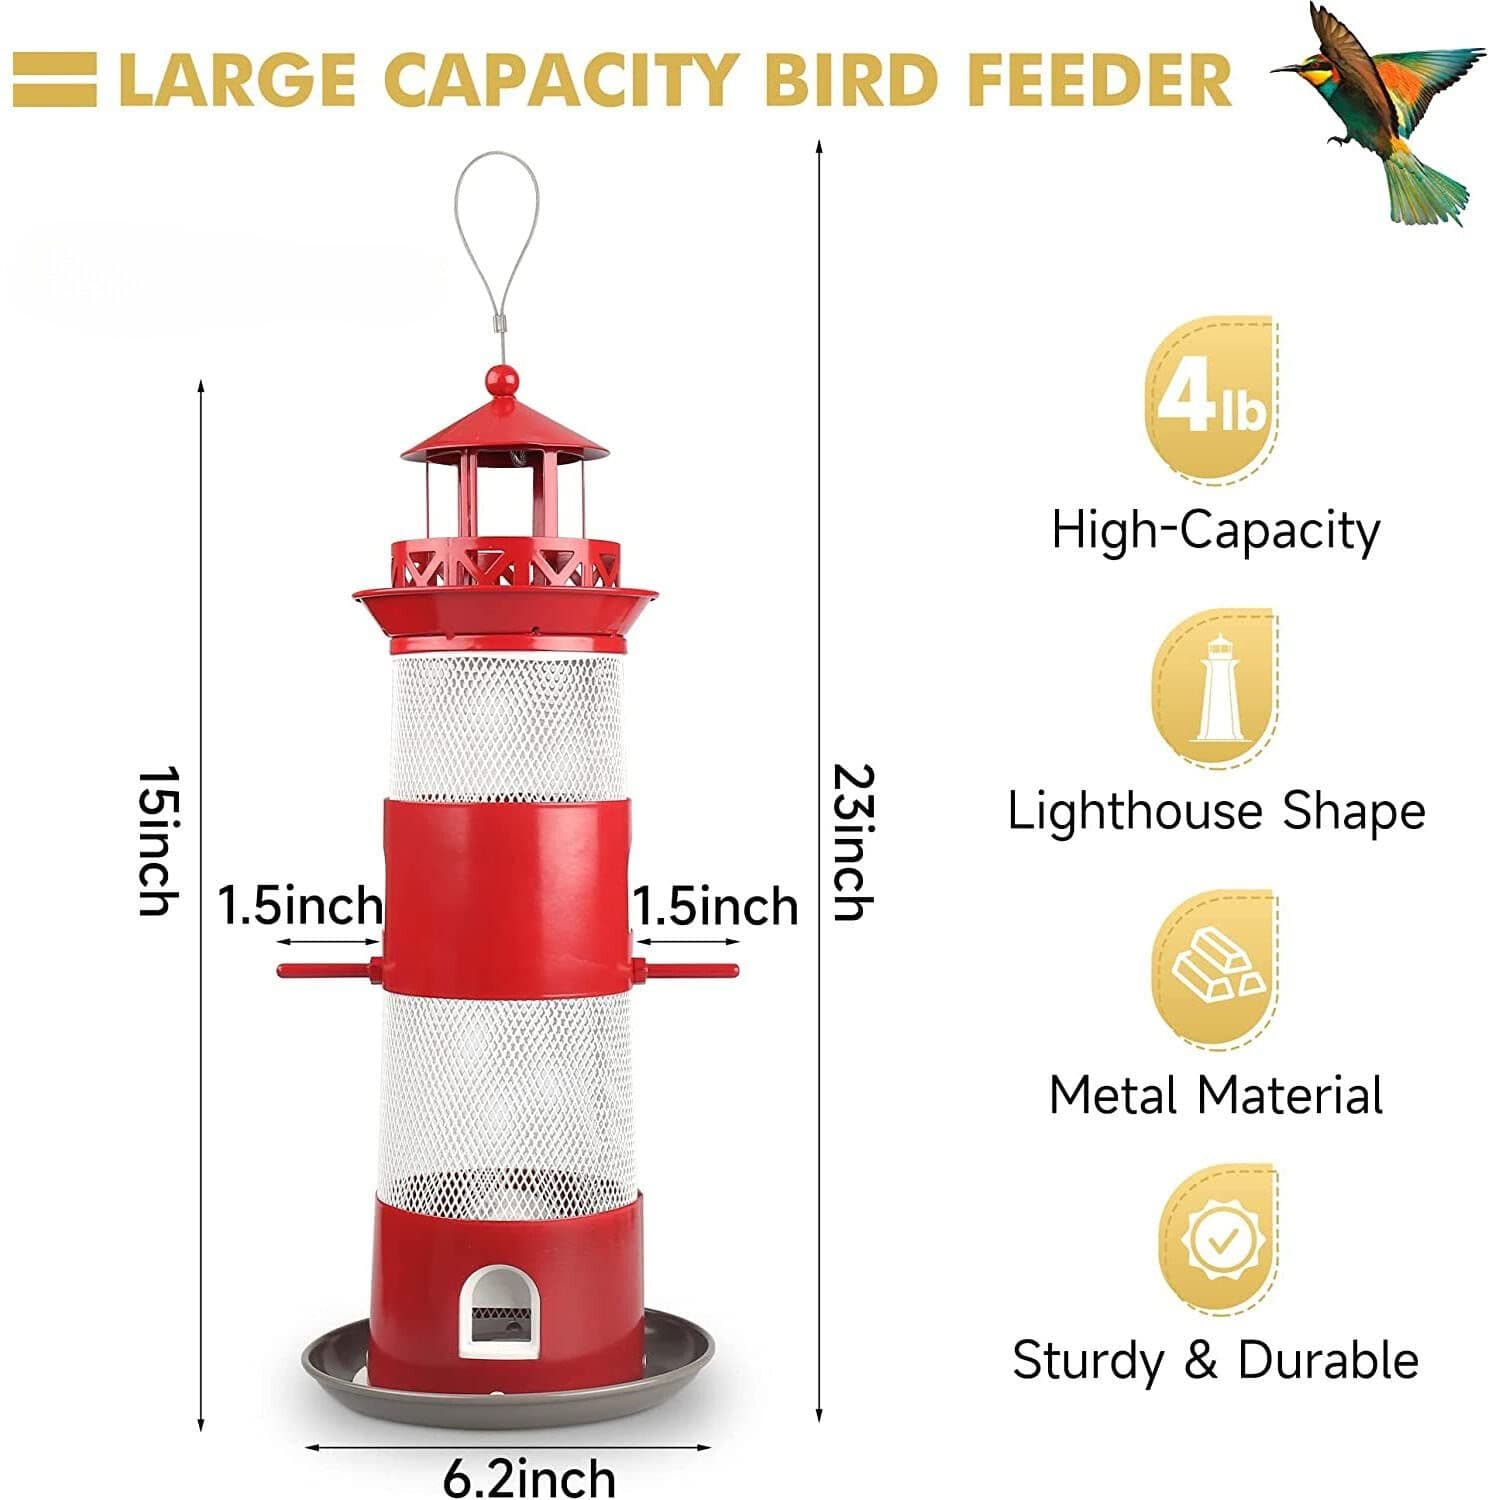 LARGE CAPACITY BIRD FEEDER
4lb
High-Capacity
15inch
23inch
Lighthouse Shape
1.5inch
1.5inch
Metal Material
Sturdy & Durable
6.2inch